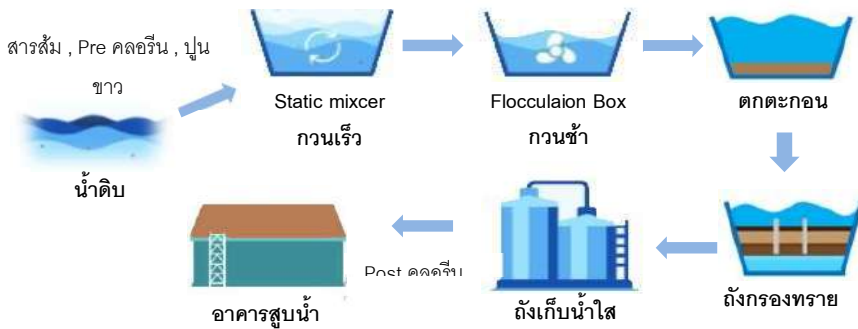 สารส้ม , Pre คลอรีน , ปูน
ขาว
น้ำดิบ
Static mixcer
กวนเร็ว
Flocculaion Box
กวนช้า
ตกตะกอน
ถังกรองทราย
ถังเก็บน้ำใส
Post คลอรีน
อาคารสูบน้ำ